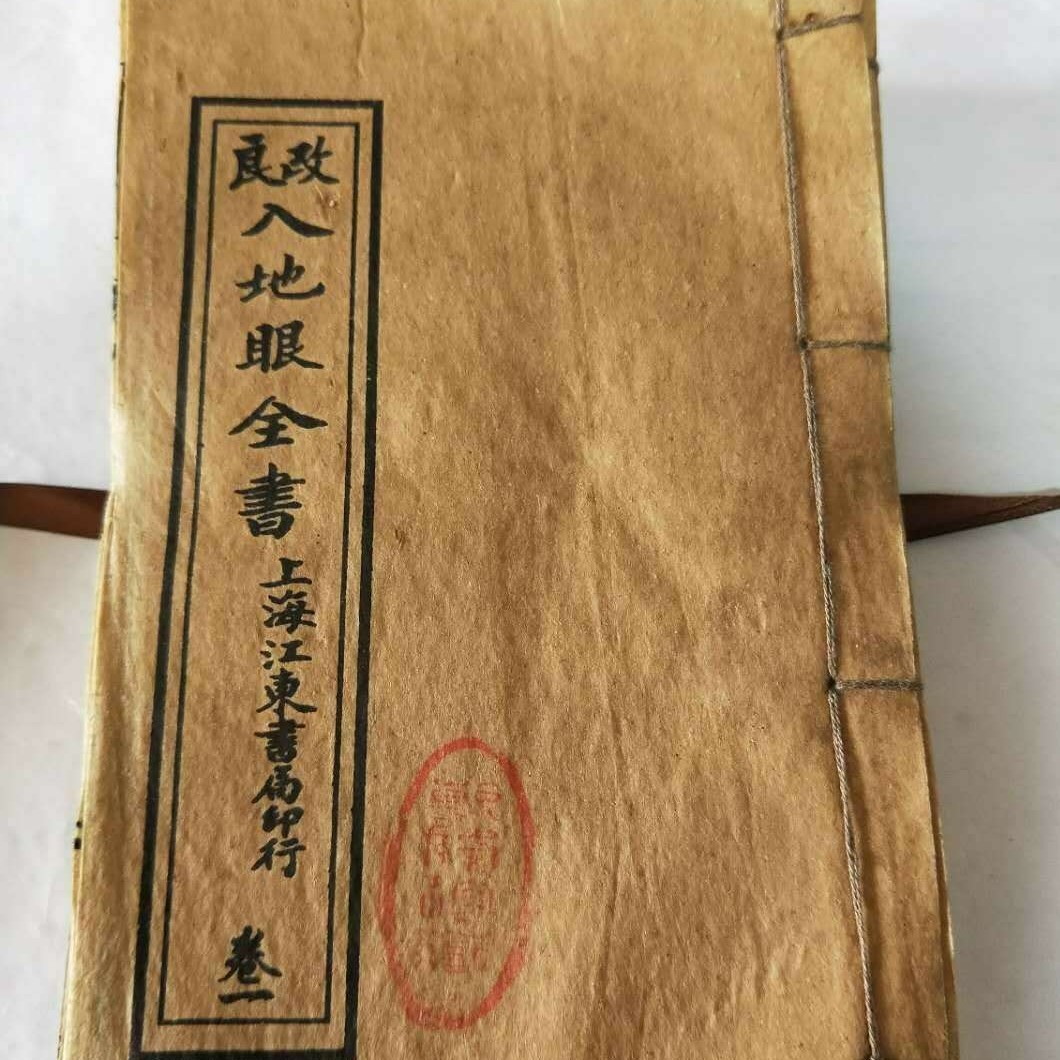 改良
入地眼全書
上海江東書局印行
卷一